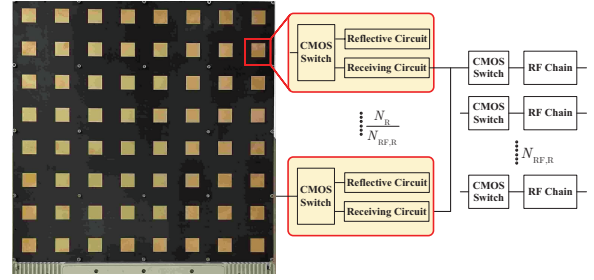 CMOS
Switch
Reflective Circuit
Receiving Circuit
N_R
N_RF,R
CMOS
Switch
Reflective Circuit
Receiving Circuit
CMOS
Switch
RF Chain
CMOS
Switch
RF Chain
N_RF,R
CMOS
Switch
RF Chain